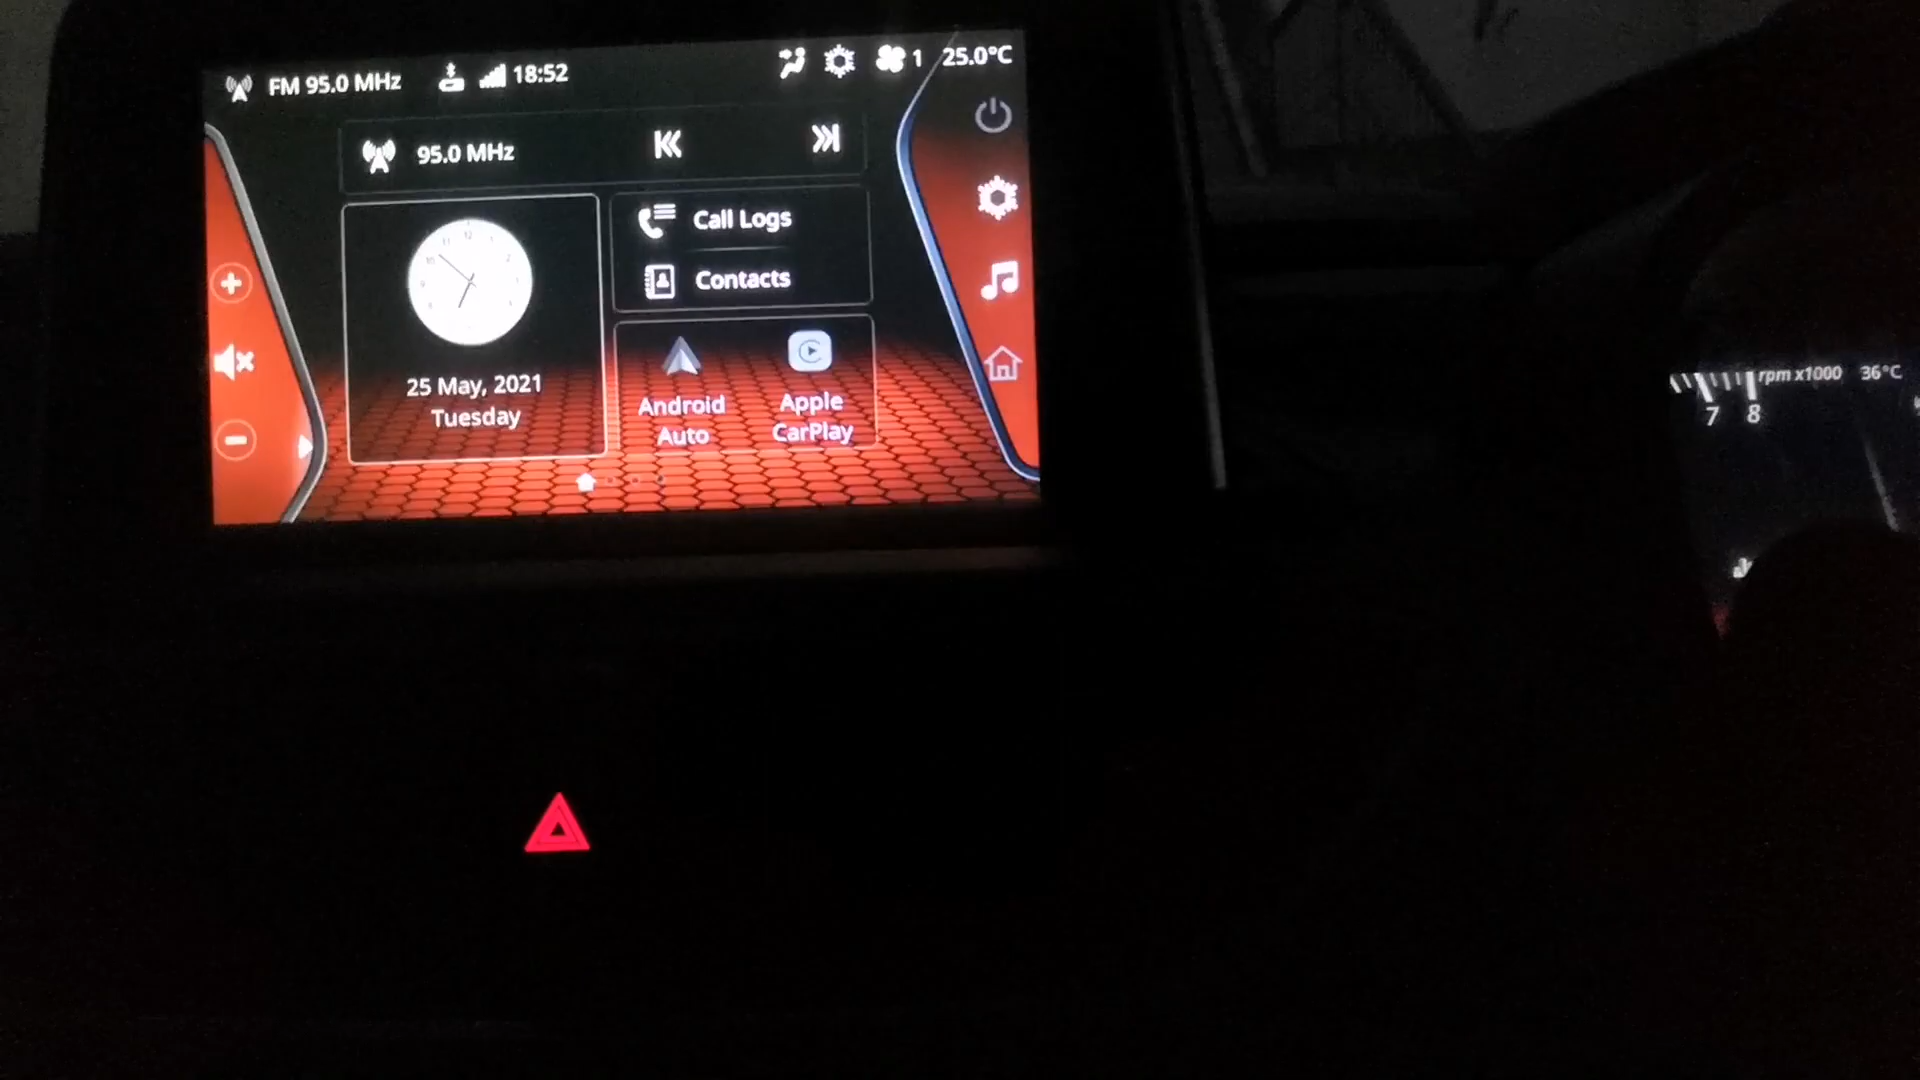 FM 95.0 MHz 18:52 1 25.0°C
95.0 MHz
Call Logs
Contacts
25 May, 2021
Tuesday
Android
Auto
Apple
CarPlay
rpm x1000 36°C
7 8